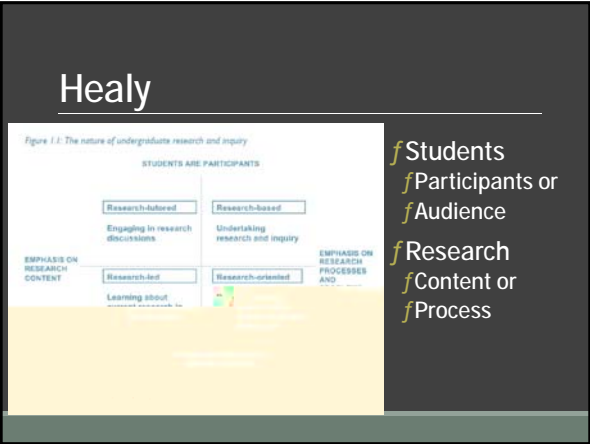 Healy
Figure 1.1: The nature of undergraduate research and inquiry
STUDENTS ARE PARTICIPANTS
Research-tutored
Research-based
Engaging in research
discussions
Undertaking
research and inquiry
EMPHASIS ON
RESEARCH
CONTENT
EMPHASIS ON
RESEARCH
PROCESSES
AND
Research-led
Research-oriented
Learning about
current research in
ƒStudents
ƒParticipants or
ƒAudience
ƒResearch
ƒContent or
ƒProcess